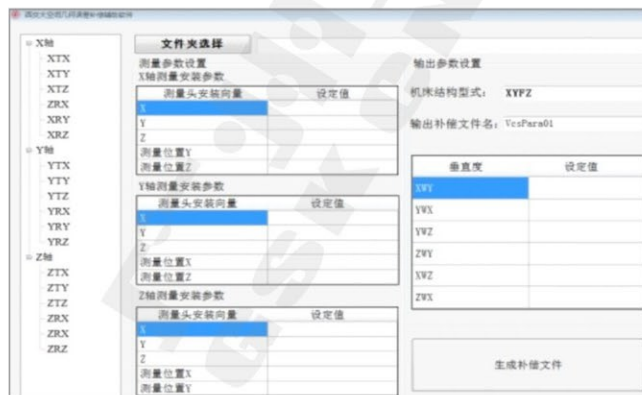 X轴
XTX
XTY
XTZ
ZRX
XRY
XRZ
Y轴
YTX
YTY
YTZ
YRX
YRY
YRZ
Z轴
ZTX
ZTY
ZTZ
ZRX
ZRX
ZRZ
文件夹选择
测量参数设置
X轴测量安装参数
测量头安装向量 设定值
X
Y
Z
测量位置Y
测量位置Z
Y轴测量安装参数
测量头安装向量 设定值
X
Y
Z
测量位置X
测量位置Z
Z轴测量安装参数
测量头安装向量 设定值
X
Y
Z
测量位置X
测量位置Y
输出参数设置
机床结构型式: XYFZ
输出补偿文件名: VcsPara01
垂直度 设定值
XWY
YWX
YWZ
ZWY
XWZ
ZWX
生成补偿文件